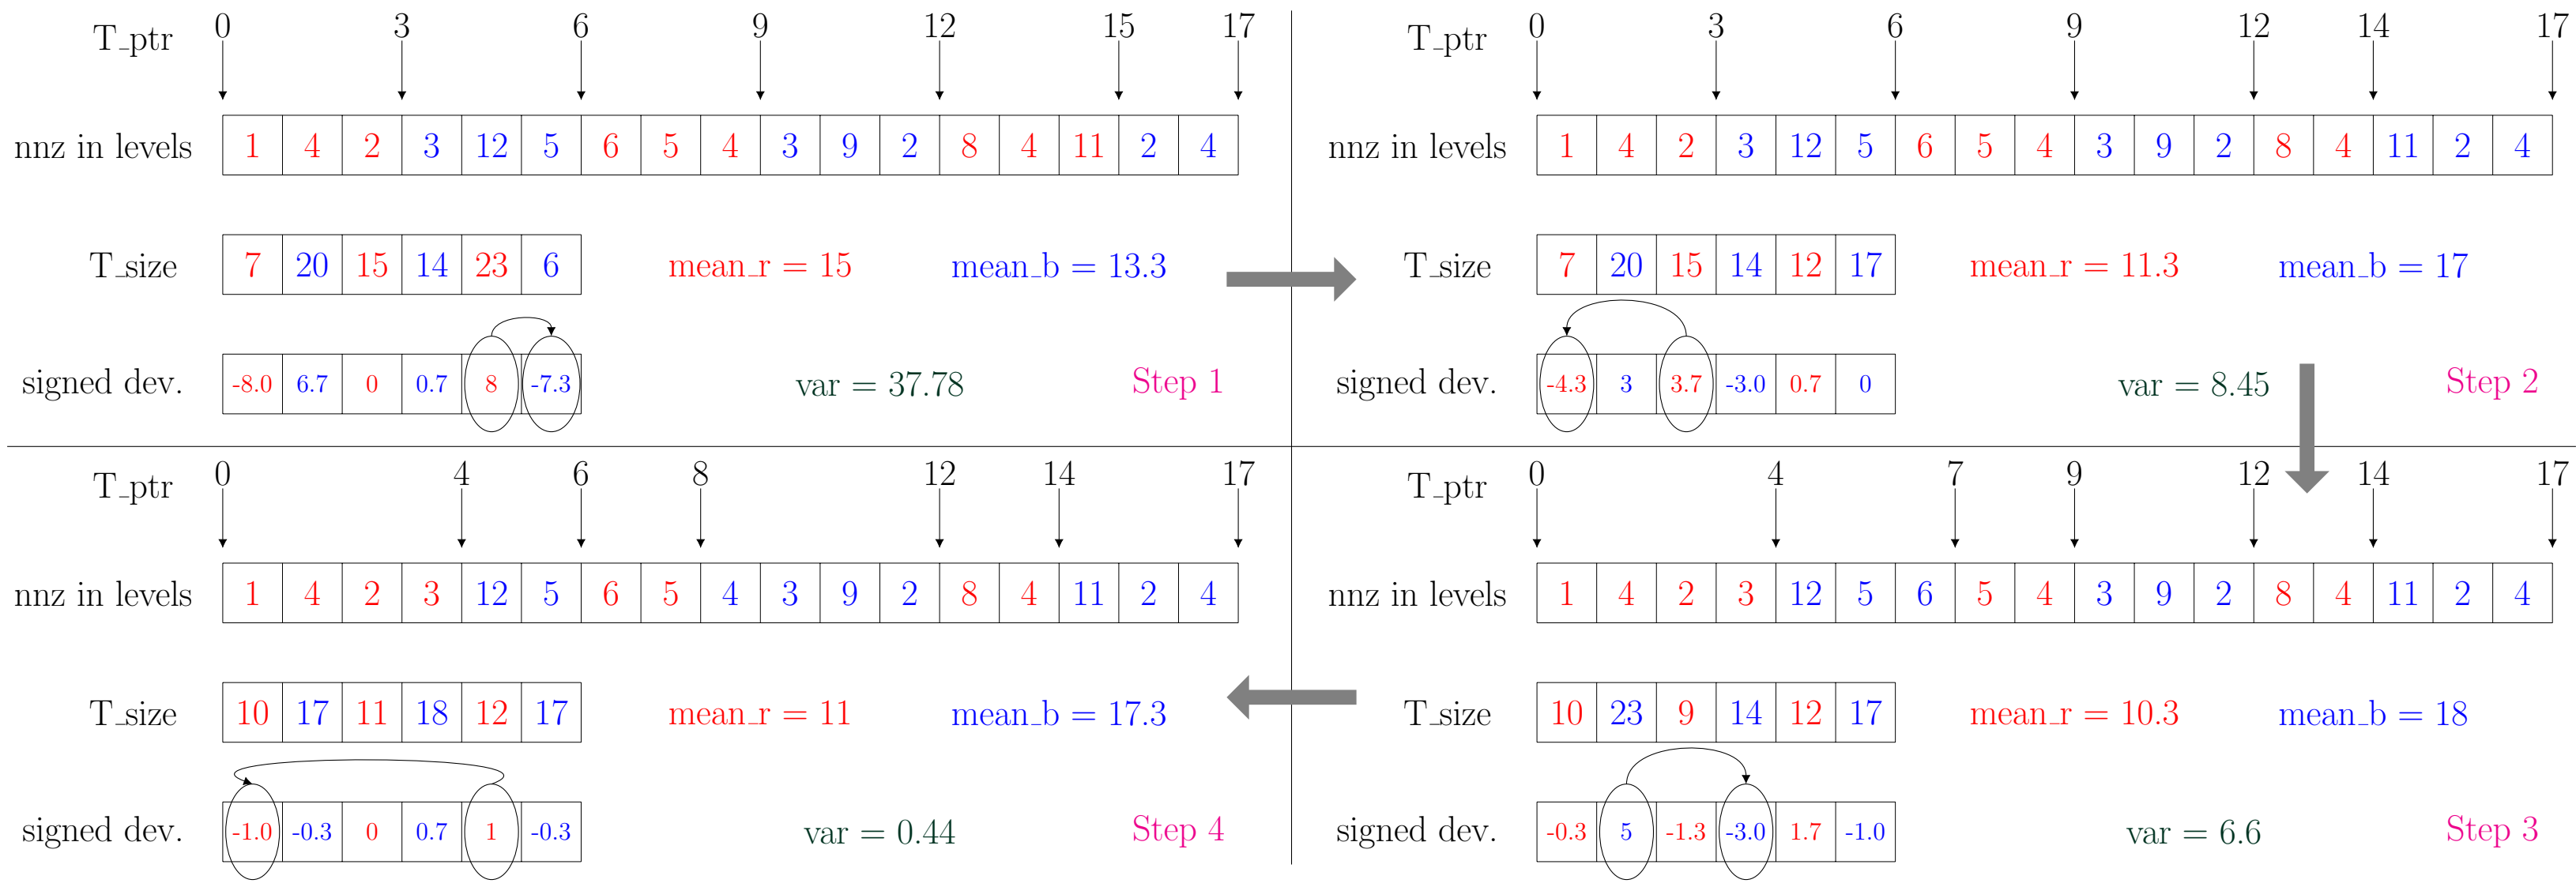 T_ptr 0 3 6 9 12 15 17
nnz in levels 1 4 2 3 12 5 6 5 4 3 9 2 8 4 11 2 4
T_size 7 20 15 14 23 6 mean_r = 15 mean_b = 13.3
signed dev. -8.0 6.7 0 0.7 8 -7.3 var = 37.78 Step 1
T_ptr 0 3 6 9 12 14 17
nnz in levels 1 4 2 3 12 5 6 5 4 3 9 2 8 4 11 2 4
T_size 7 20 15 14 12 17 mean_r = 11.3 mean_b = 17
signed dev. -4.3 3 3.7 -3.0 0.7 0 var = 8.45 Step 2
T_ptr 0 4 6 8 12 14 17
nnz in levels 1 4 2 3 12 5 6 5 4 3 9 2 8 4 11 2 4
T_size 10 17 11 18 12 17 mean_r = 11 mean_b = 17.3
signed dev. -1.0 -0.3 0 0.7 1 -0.3 var = 0.44 Step 4
T_ptr 0 4 7 9 12 14 17
nnz in levels 1 4 2 3 12 5 6 5 4 3 9 2 8 4 11 2 4
T_size 10 23 9 14 12 17 mean_r = 10.3 mean_b = 18
signed dev. -0.3 5 -1.3 -3.0 1.7 -1.0 var = 6.6 Step 3